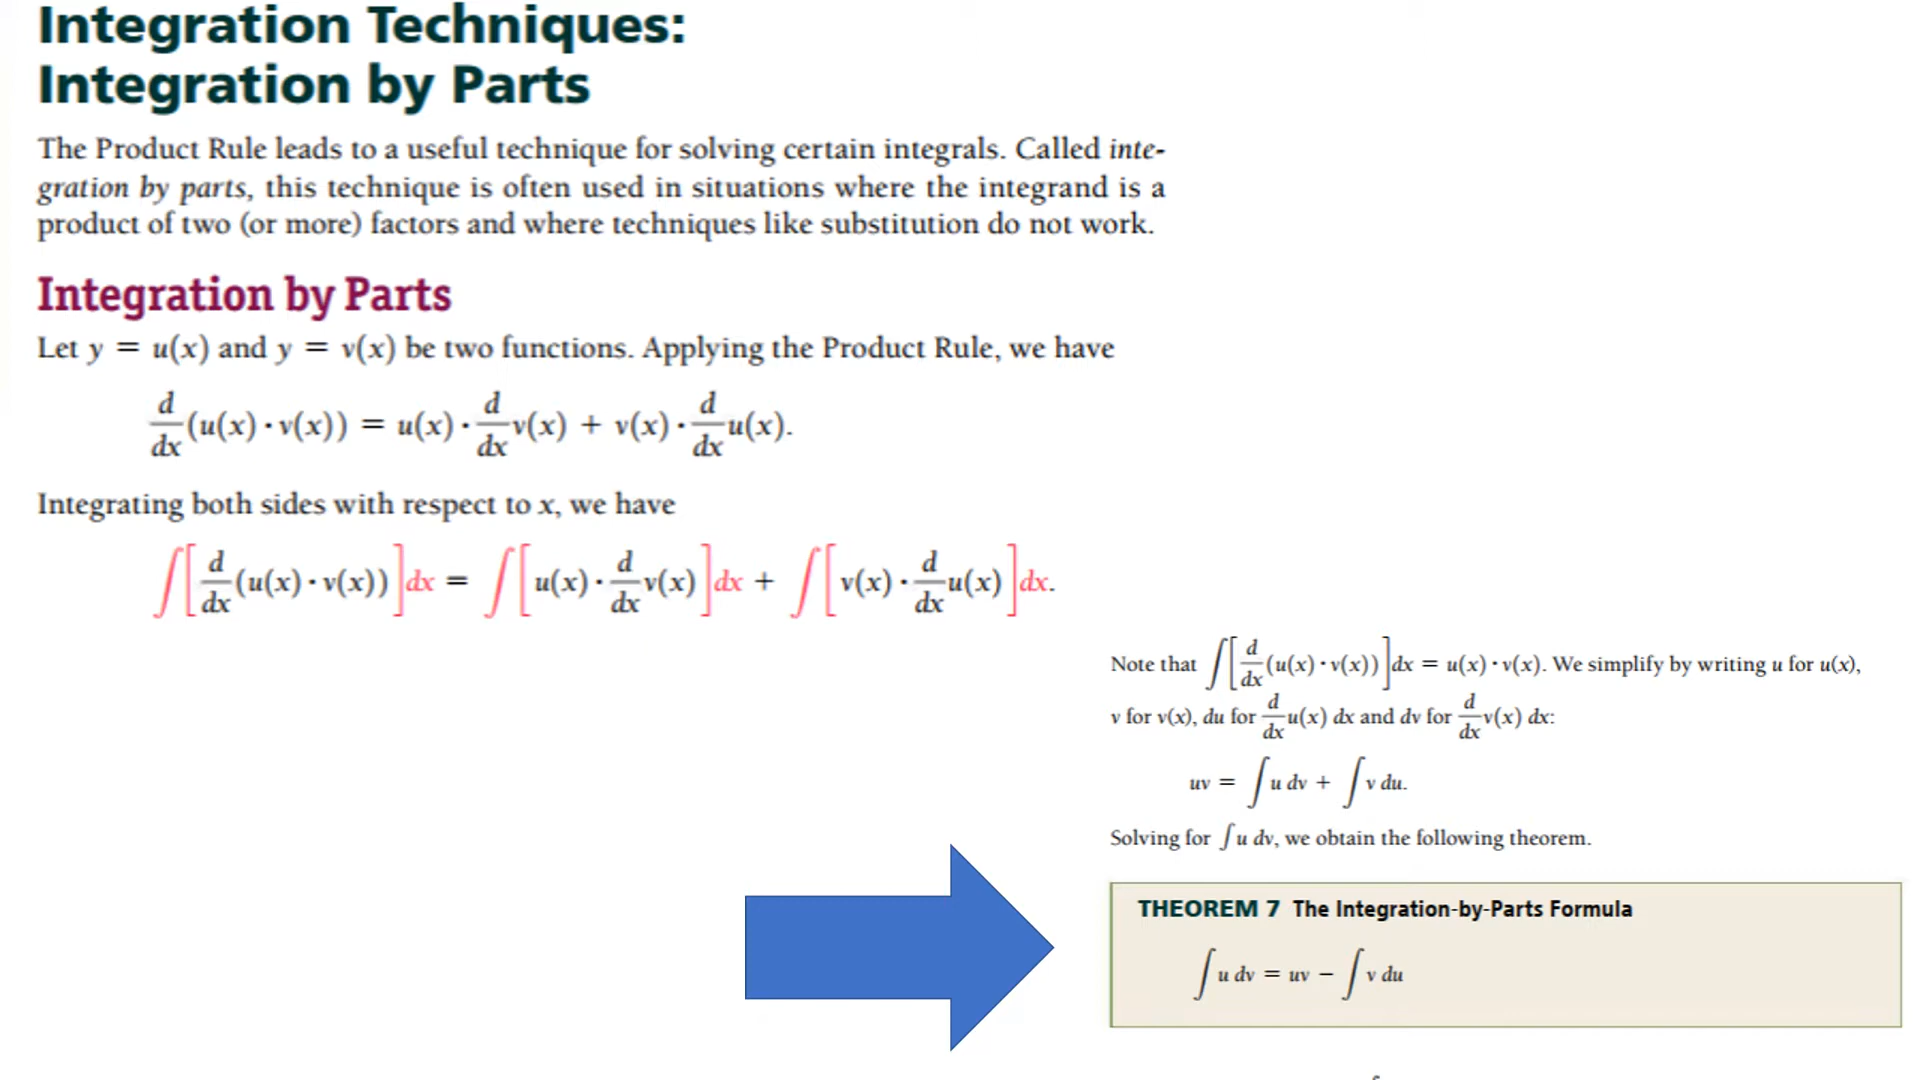 Integration Techniques:
Integration by Parts
The Product Rule leads to a useful technique for solving certain integrals. Called inte-
gration by parts, this technique is often used in situations where the integrand is a
product of two (or more) factors and where techniques like substitution do not work.
Integration by Parts
Let y = u(x) and y = v(x) be two functions. Applying the Product Rule, we have
d/dx (u(x) · v(x)) = u(x) · d/dx v(x) + v(x) · d/dx u(x).
Integrating both sides with respect to x, we have
∫[d/dx (u(x) · v(x))]dx = ∫[u(x) · d/dx v(x)]dx + ∫[v(x) · d/dx u(x)]dx.
Note that ∫[d/dx (u(x) · v(x))]dx = u(x) · v(x). We simplify by writing u for u(x),
v for v(x), du for d/dx u(x) dx and dv for d/dx v(x) dx:
uv = ∫u dv + ∫v du.
Solving for ∫u dv, we obtain the following theorem.
THEOREM 7 The Integration-by-Parts Formula
∫u dv = uv − ∫v du